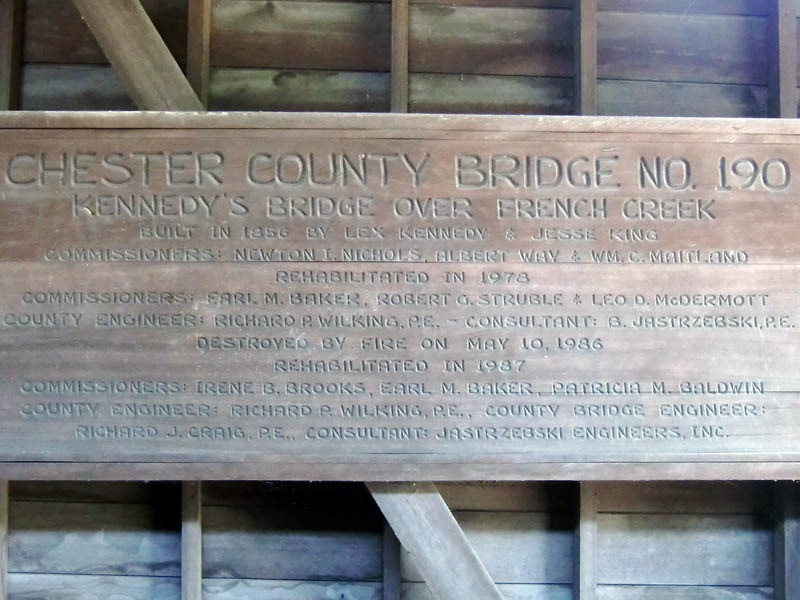 CHESTER COUNTY BRIDGE NO. 190
KENNEDY'S BRIDGE OVER FRENCH CREEK
BUILT IN 1856 BY LEX KENNEDY & JESSE KING
COMMISSIONERS: NEWTON I. NICHOLS, ALBERT WAY & WM. C. MAITLAND
REHABILITATED IN 1978
COMMISSIONERS: EARL M. BAKER, ROBERT G. STRUBLE & LEO D. McDERMOTT
COUNTY ENGINEER: RICHARD P. WILKING, P.E. - CONSULTANT: B. JASTRZEBSKI, P.E.
DESTROYED BY FIRE ON MAY 10, 1986
REHABILITATED IN 1987
COMMISSIONERS: IRENE B. BROOKS, EARL M. BAKER, PATRICIA M. BALDWIN
COUNTY ENGINEER: RICHARD P. WILKING, P.E., COUNTY BRIDGE ENGINEER:
RICHARD J. CRAIG, P.E., CONSULTANT: JASTRZEBSKI ENGINEERS, INC.